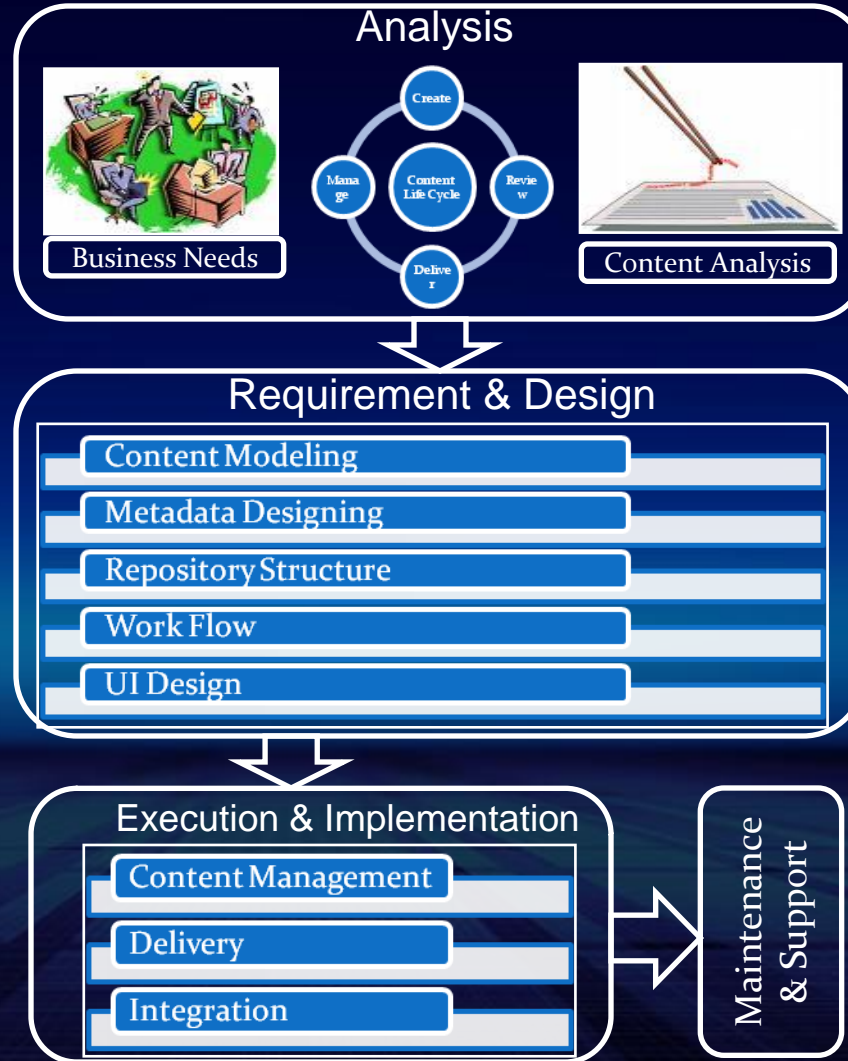 Analysis
Create
Mana
ge
Content
Life Cycle
Revie
w
Delive
r
Business Needs
Content Analysis
Requirement & Design
Content Modeling
Metadata Designing
Repository Structure
Work Flow
UI Design
Execution & Implementation
Content Management
Delivery
Integration
Maintenance
& Support